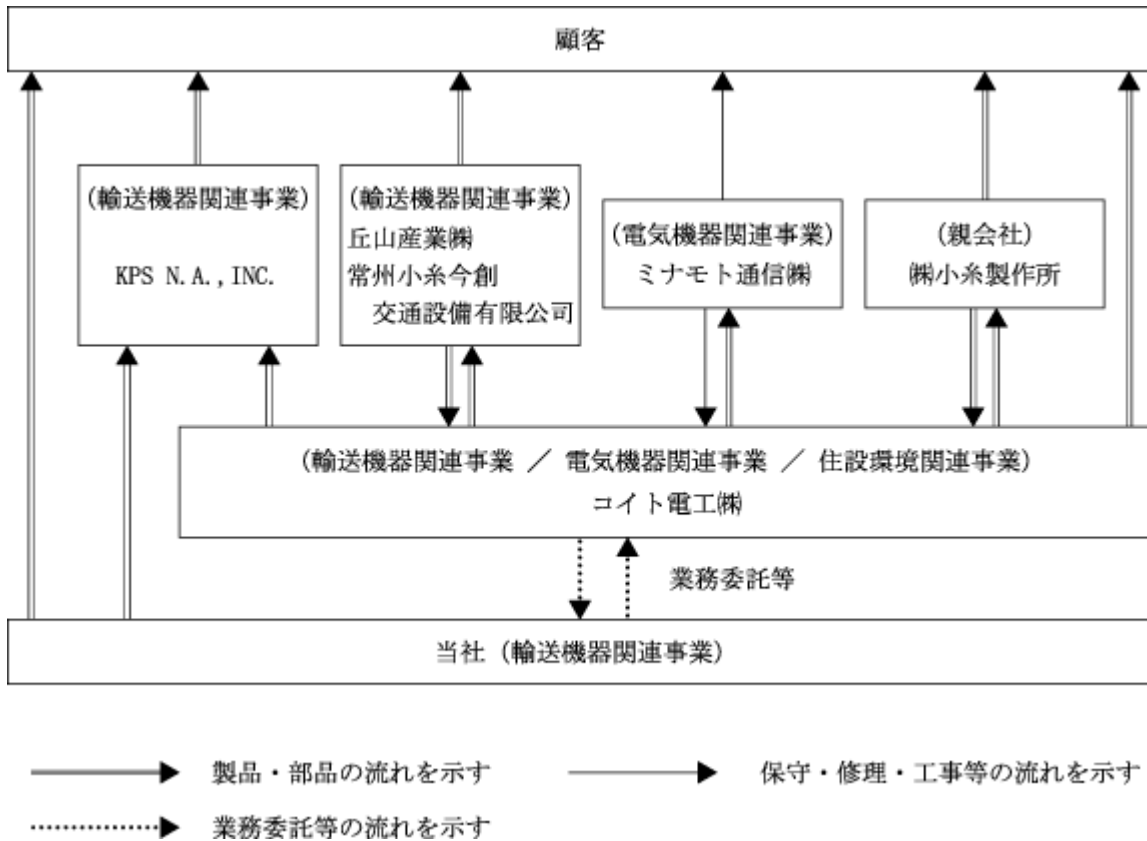 顧客
(輸送機器関連事業)
KPS N.A.,INC.
(輸送機器関連事業)
丘山産業㈱
常州小糸今創
交通設備有限公司
(電気機器関連事業)
ミナモト通信㈱
(親会社)
㈱小糸製作所
(輸送機器関連事業 ／ 電気機器関連事業 ／ 住設環境関連事業)
コイト電工㈱
業務委託等
当社 (輸送機器関連事業)
製品・部品の流れを示す
保守・修理・工事等の流れを示す
業務委託等の流れを示す